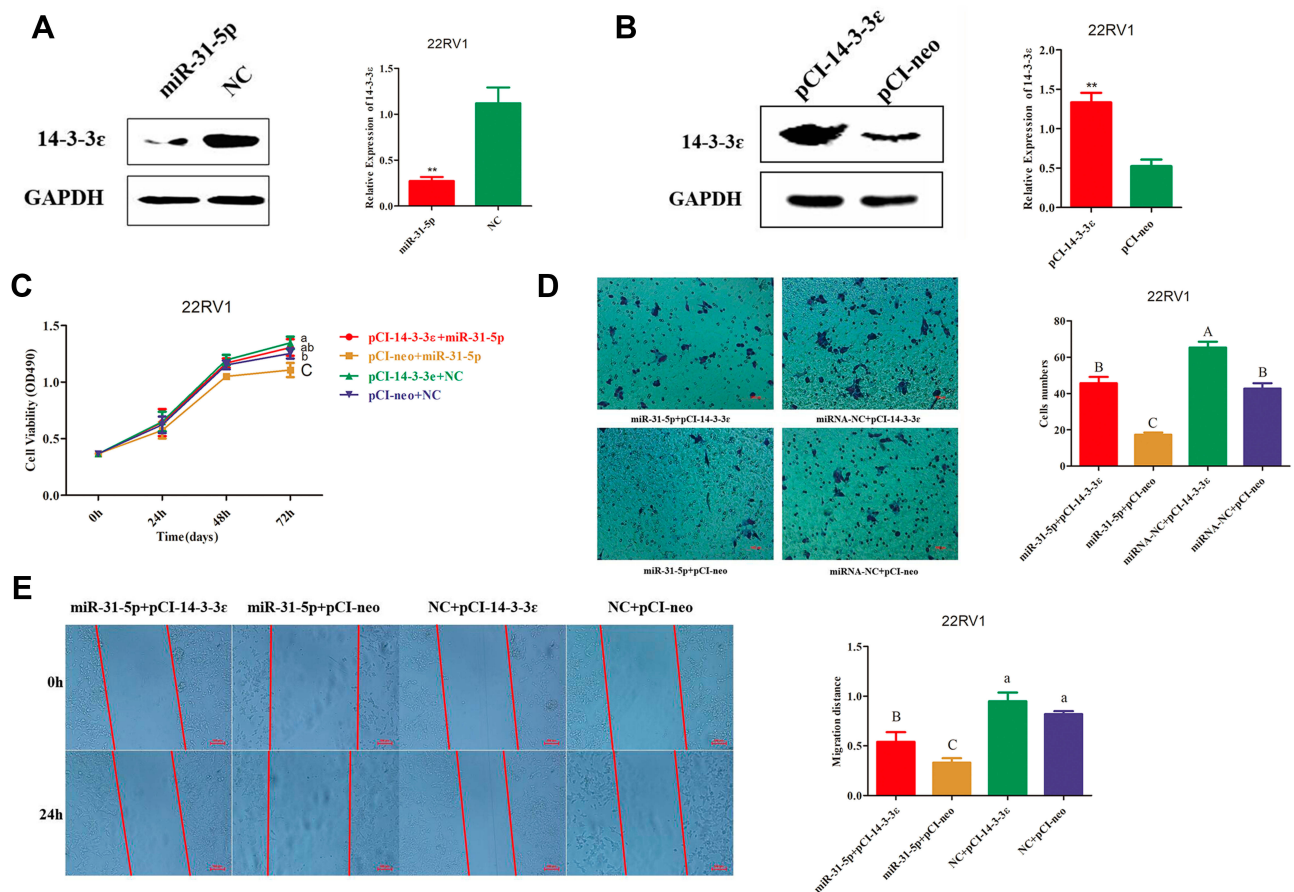 A
miR-31-5p
NC
14-3-3ε
GAPDH
22RV1
Relative Expression of 14-3-3ε
1.5
1.0
0.5
0.0
**
miR-31-5p
NC
B
pCI-14-3-3ε
pCI-neo
14-3-3ε
GAPDH
22RV1
Relative Expression of 14-3-3ε
2.0
1.5
1.0
0.5
0.0
**
pCI-14-3-3ε
pCI-neo
C
22RV1
Cell Viability (OD490)
1.5
1.0
0.5
0.0
a
ab
b
C
0h
24h
48h
72h
Time(days)
pCI-14-3-3ε+miR-31-5p
pCI-neo+miR-31-5p
pCI-14-3-3e+NC
pCI-neo+NC
D
miR-31-5p+pCI-14-3-3ε
miRNA-NC+pCI-14-3-3ε
miR-31-5p+pCI-neo
miRNA-NC+pCI-neo
22RV1
Cells numbers
80
60
40
20
0
B
C
A
B
miR-31-5p+pCI-14-3-3ε
miR-31-5p+pCI-neo
miRNA-NC+pCI-14-3-3ε
miRNA-NC+pCI-neo
E
miR-31-5p+pCI-14-3-3ε
miR-31-5p+pCI-neo
NC+pCI-14-3-3ε
NC+pCI-neo
0h
24h
22RV1
Migration distance
1.5
1.0
0.5
0.0
B
C
a
a
miR-31-5p+pCI-14-3-3ε
miR-31-5p+pCI-neo
NC+pCI-14-3-3ε
NC+pCI-neo